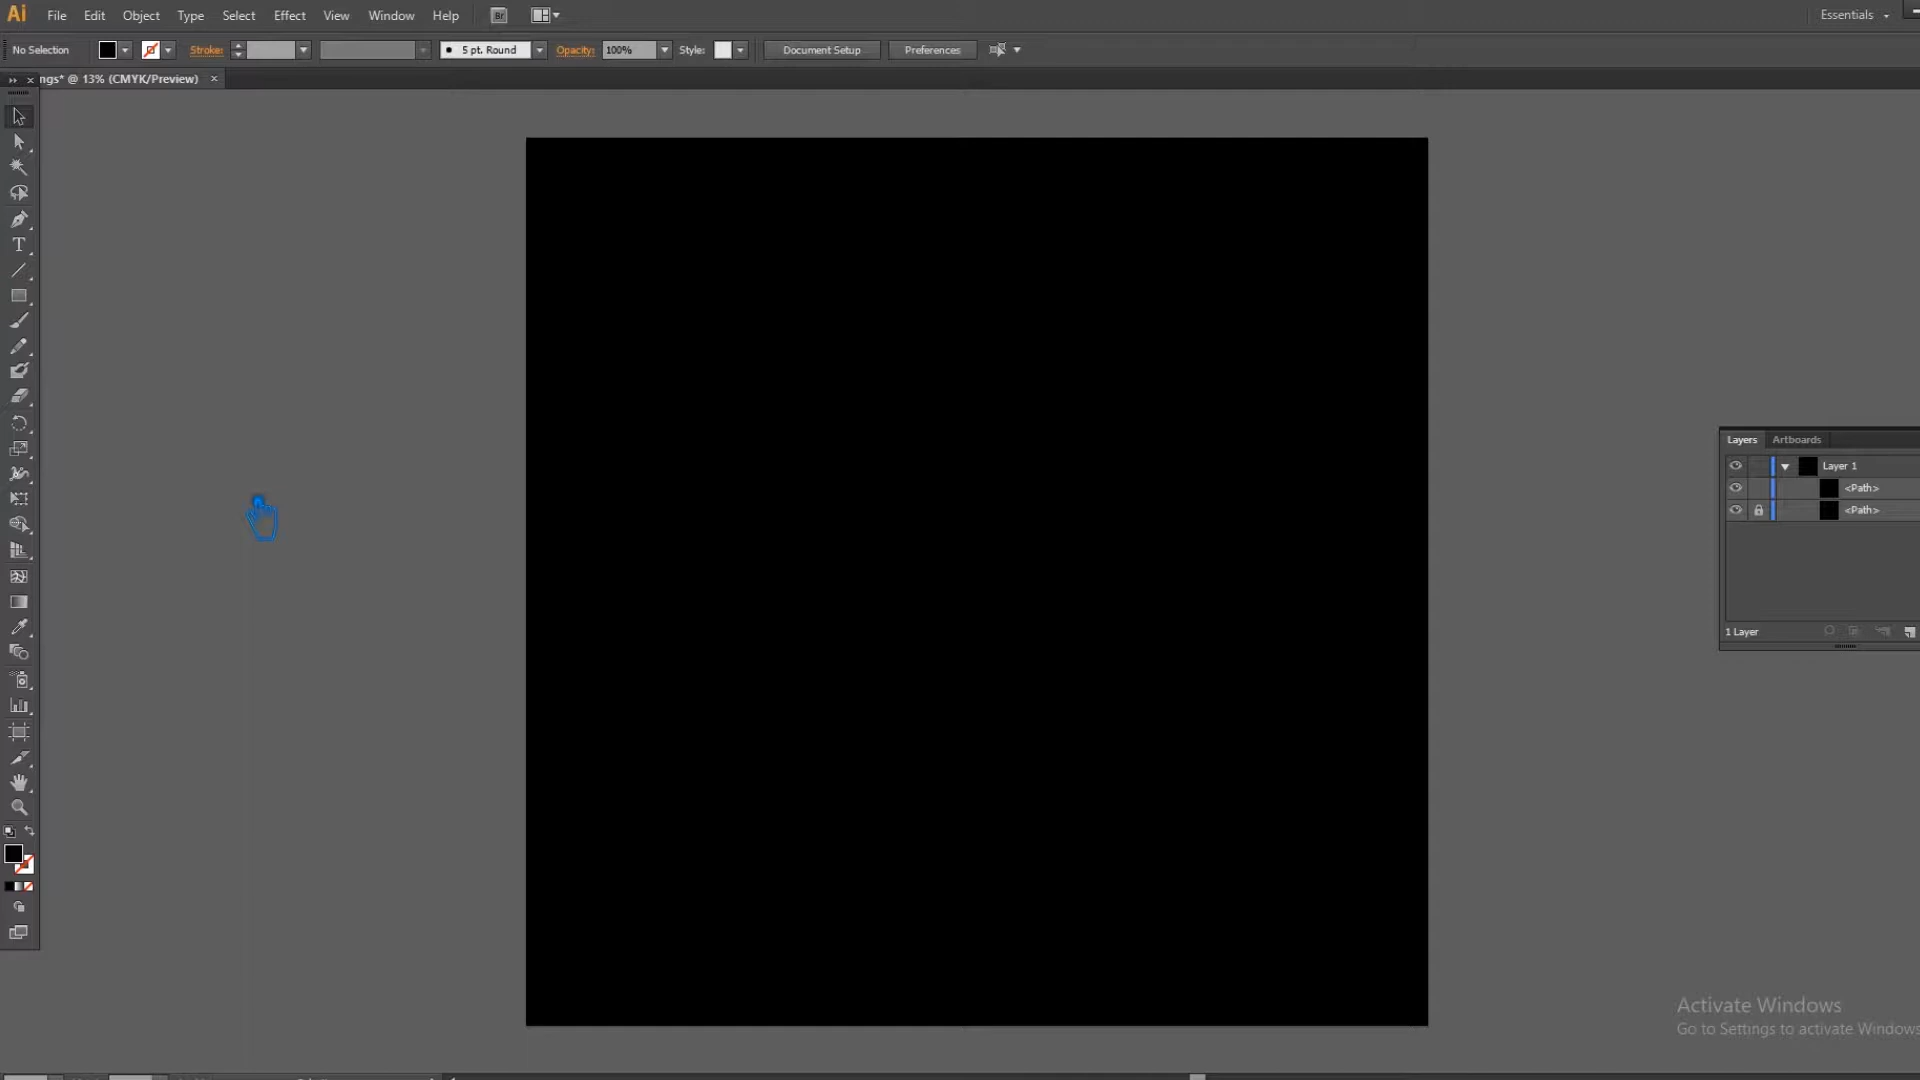 Ai File Edit Object Type Select Effect View Window Help Br Essentials
No Selection Stroke: 5 pt. Round Opacity: 100% Style: Document Setup Preferences
ngs* @ 13% (CMYK/Preview) ×
T
Layers Artboards
Layer 1
<Path>
<Path>
1 Layer
Activate Windows
Go to Settings to activate Windows